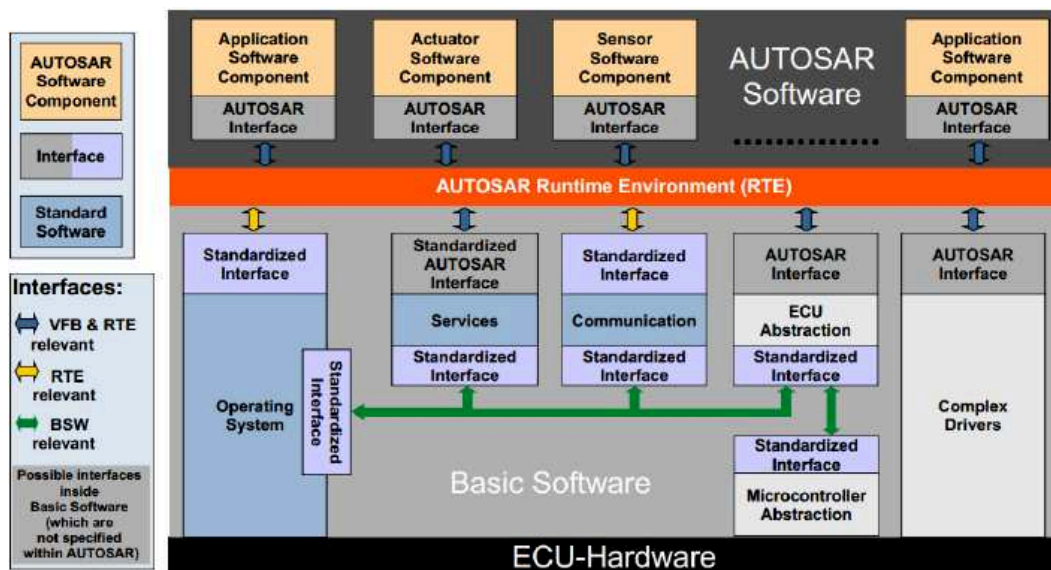 AUTOSAR
Software
Component
Interface
Standard
Software
Interfaces:
VFB & RTE
relevant
RTE
relevant
BSW
relevant
Possible interfaces
inside
Basic Software
(which are
not specified
within AUTOSAR)
Application
Software
Component
AUTOSAR
Interface
Actuator
Software
Component
AUTOSAR
Interface
Sensor
Software
Component
AUTOSAR
Interface
AUTOSAR
Software
Application
Software
Component
AUTOSAR
Interface
AUTOSAR Runtime Environment (RTE)
Standardized
Interface
Operating
System
Standardized
Interface
Standardized
AUTOSAR
Interface
Services
Standardized
Interface
Standardized
Interface
Communication
Standardized
Interface
AUTOSAR
Interface
ECU
Abstraction
Standardized
Interface
Standardized
Interface
Microcontroller
Abstraction
AUTOSAR
Interface
Complex
Drivers
Basic Software
ECU-Hardware